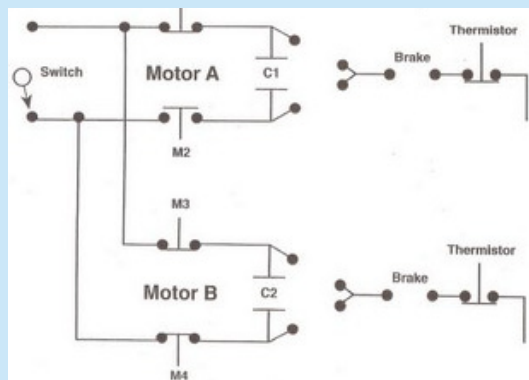 Thermistor
Switch
Brake
Motor A
C1
M2
M3
Thermistor
Brake
Motor B
C2
M4